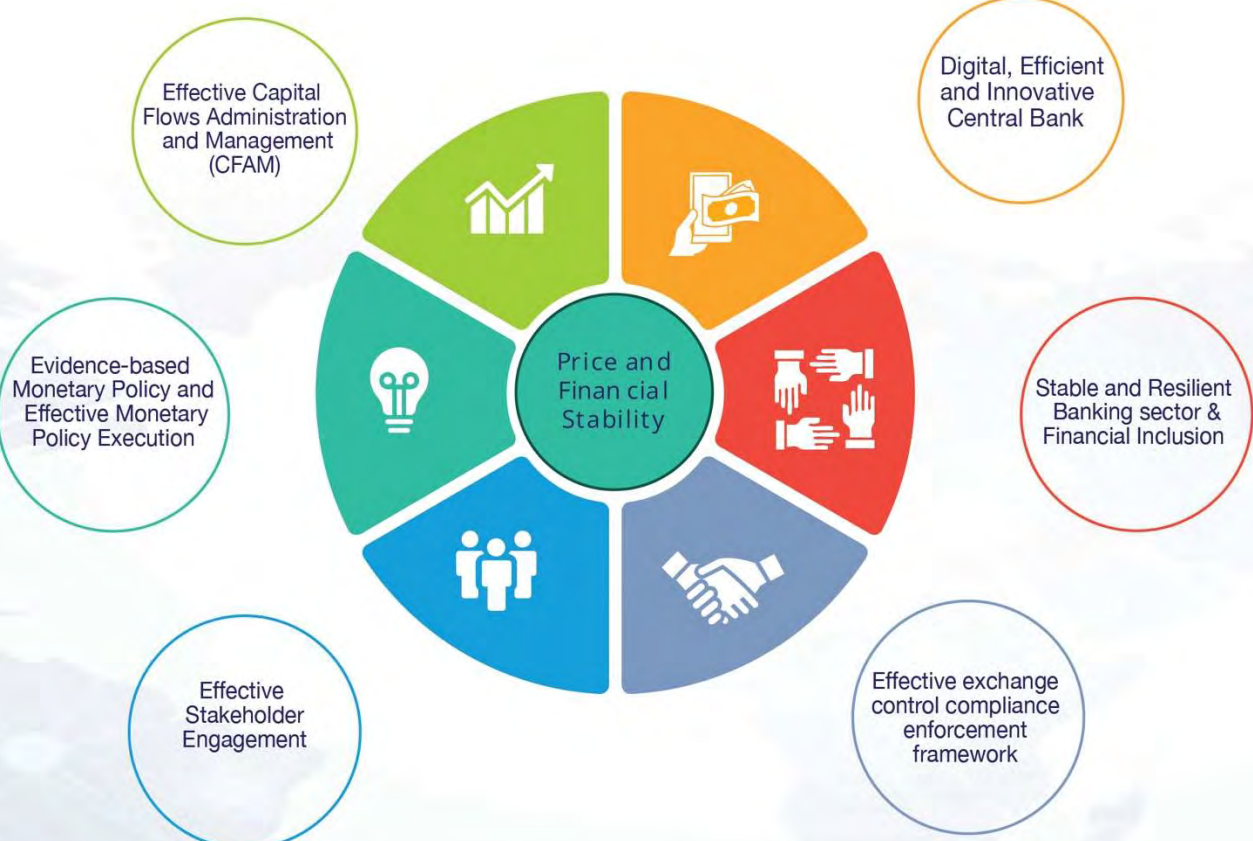 Effective Capital
Flows Administration
and Management
(CFAM)
Digital, Efficient
and Innovative
Central Bank
Evidence-based
Monetary Policy and
Effective Monetary
Policy Execution
Price and
Finan cial
Stability
Stable and Resilient
Banking sector &
Financial Inclusion
Effective
Stakeholder
Engagement
Effective exchange
control compliance
enforcement
framework